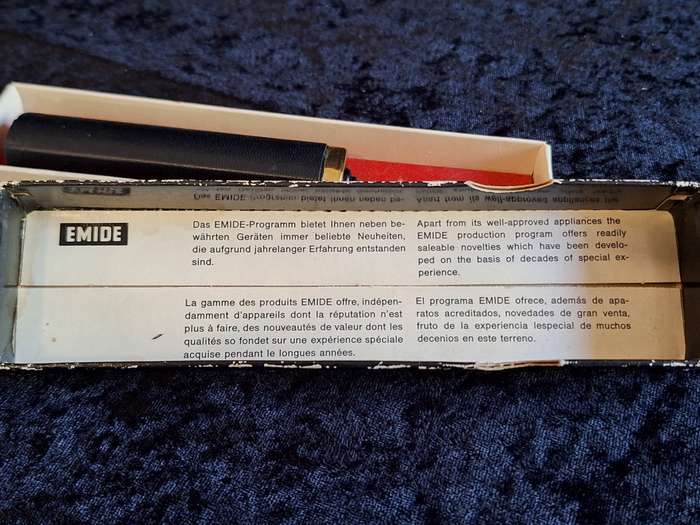 EMIDE
Das EMIDE-Programm bietet Ihnen neben be-
währten Geräten immer beliebte Neuheiten,
die aufgrund jahrelanger Erfahrung entstanden
sind.
Apart from its well-approved appliances the
EMIDE production program offers readily
saleable novelties which have been develo-
ped on the basis of decades of special ex-
perience.
La gamme des produits EMIDE offre, indépen-
damment d'appareils dont la réputation n'est
plus à faire, des nouveautés de valeur dont les
qualités so fondet sur une expérience spéciale
acquise pendant le longues années.
El programa EMIDE ofrece, además de apa-
ratos acreditados, novedades de gran venta,
fruto de la experiencia lespecial de muchos
decenios en este terreno.